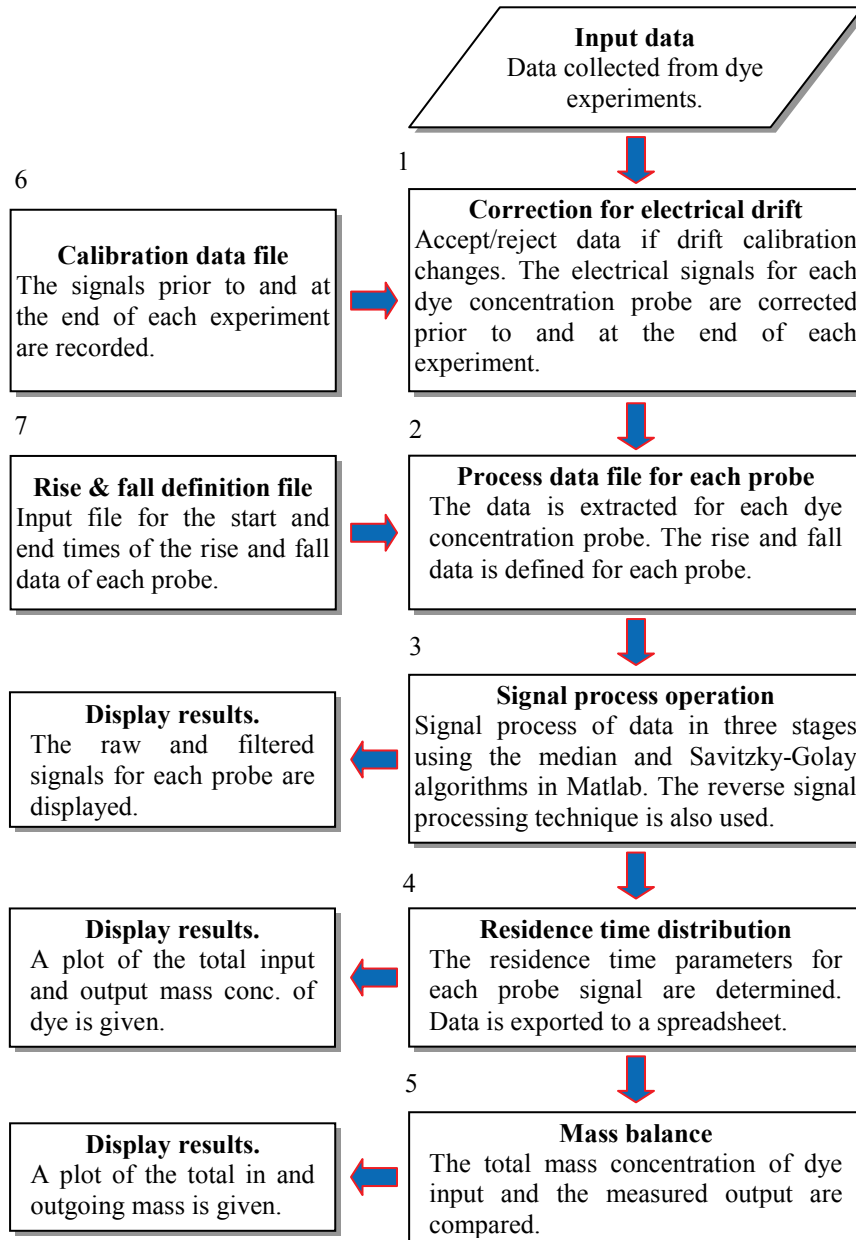 Input data
Data collected from dye
experiments.
1
Correction for electrical drift
Accept/reject data if drift calibration
changes. The electrical signals for each
dye concentration probe are corrected
prior to and at the end of each
experiment.
6
Calibration data file
The signals prior to and at
the end of each experiment
are recorded.
2
Process data file for each probe
The data is extracted for each dye
concentration probe. The rise and fall
data is defined for each probe.
7
Rise & fall definition file
Input file for the start and
end times of the rise and fall
data of each probe.
3
Signal process operation
Signal process of data in three stages
using the median and Savitzky-Golay
algorithms in Matlab. The reverse signal
processing technique is also used.
Display results.
The raw and filtered
signals for each probe are
displayed.
4
Residence time distribution
The residence time parameters for
each probe signal are determined.
Data is exported to a spreadsheet.
Display results.
A plot of the total input
and output mass conc. of
dye is given.
5
Mass balance
The total mass concentration of dye
input and the measured output are
compared.
Display results.
A plot of the total in and
outgoing mass is given.